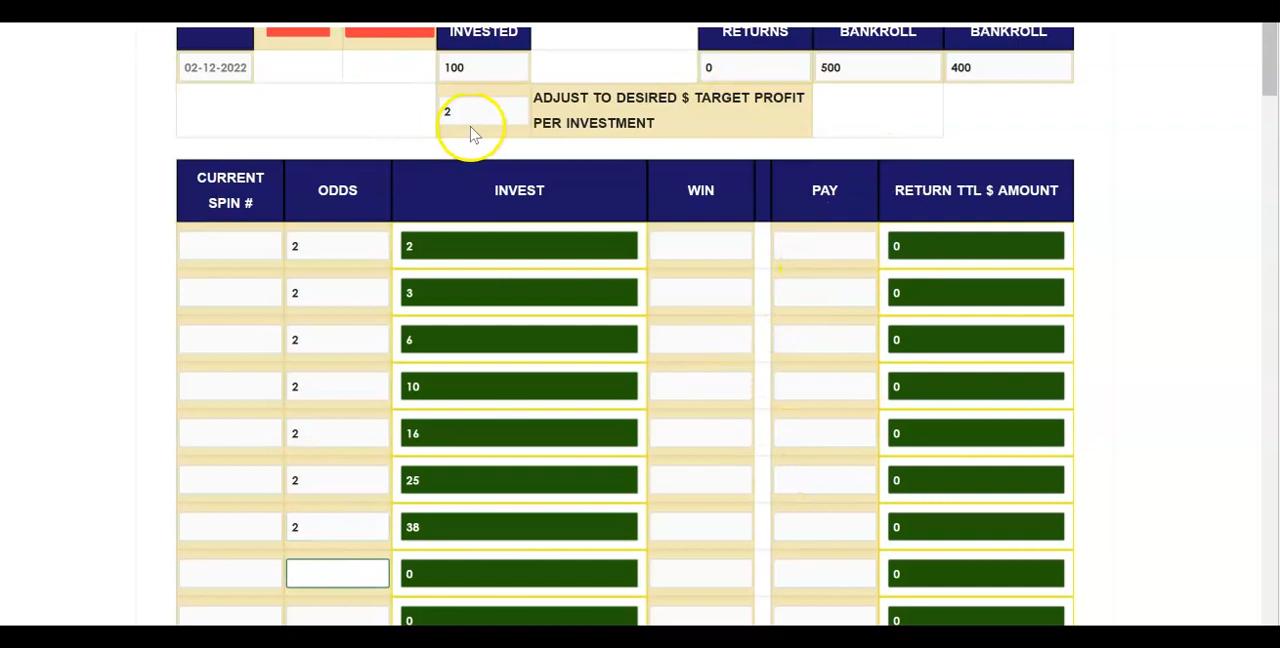 INVESTED RETURNS BANKROLL BANKROLL
02-12-2022 100 0 500 400
2 ADJUST TO DESIRED $ TARGET PROFIT
PER INVESTMENT
CURRENT
SPIN # ODDS INVEST WIN PAY RETURN TTL $ AMOUNT
2 2 0
2 3 0
2 6 0
2 10 0
2 16 0
2 25 0
2 38 0
0 0
0 0